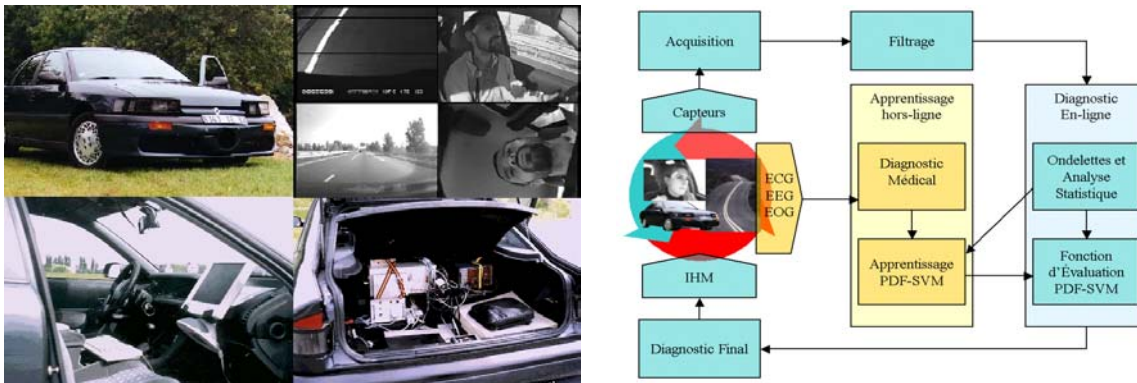 Acquisition
Filtrage
Capteurs
Apprentissage
hors-ligne
Diagnostic
En-ligne
ECG
EEG
EOG
Diagnostic
Médical
Ondelettes et
Analyse
Statistique
IHM
Apprentissage
PDF-SVM
Fonction
d'Évaluation
PDF-SVM
Diagnostic Final